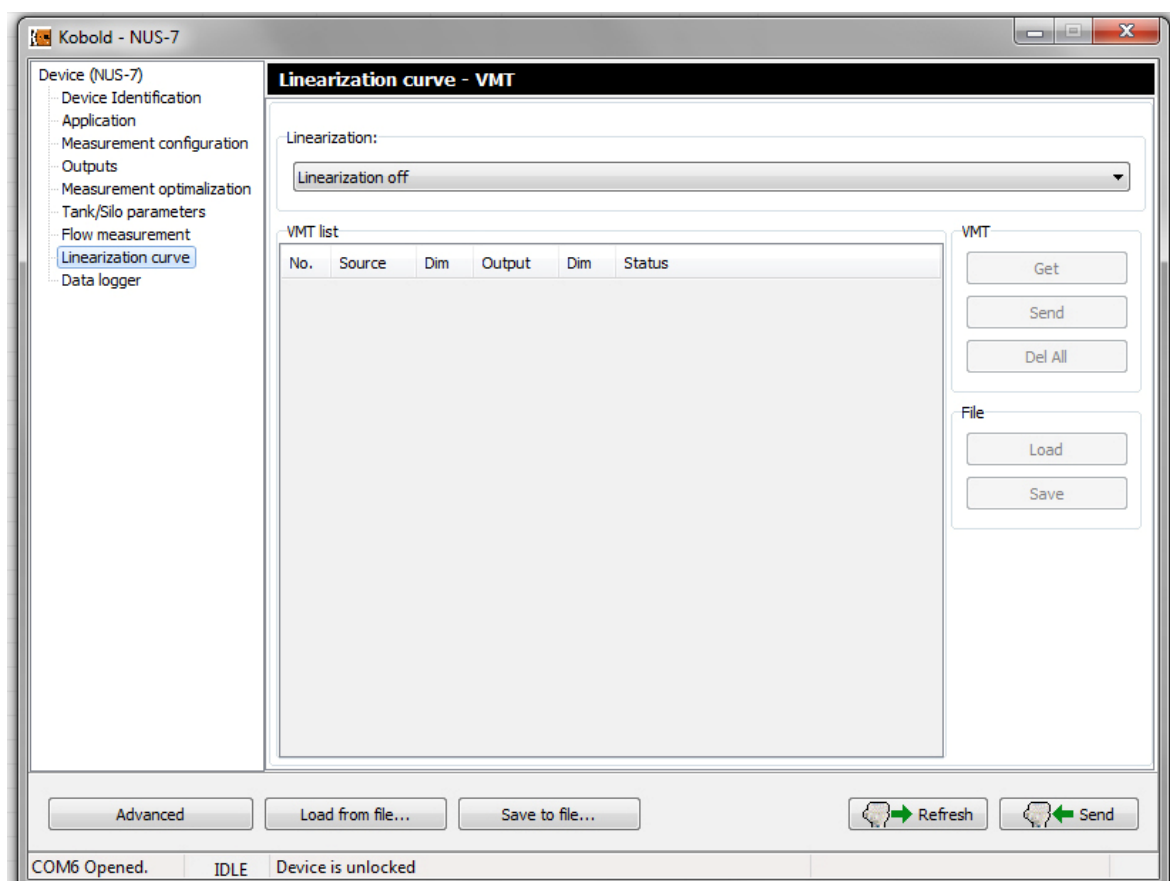 Kobold - NUS-7
Device (NUS-7)
Device Identification
Application
Measurement configuration
Outputs
Measurement optimalization
Tank/Silo parameters
Flow measurement
Linearization curve
Data logger
Linearization curve - VMT
Linearization:
Linearization off
VMT list
No. Source Dim Output Dim Status
VMT
Get
Send
Del All
File
Load
Save
Advanced Load from file... Save to file... Refresh Send
COM6 Opened. IDLE Device is unlocked